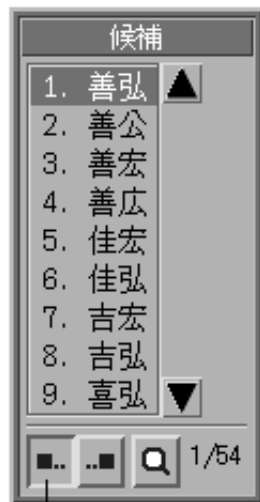 候補
1. 善弘
2. 善公
3. 善宏
4. 善広
5. 佳宏
6. 佳弘
7. 吉宏
8. 吉弘
9. 喜弘
1/54